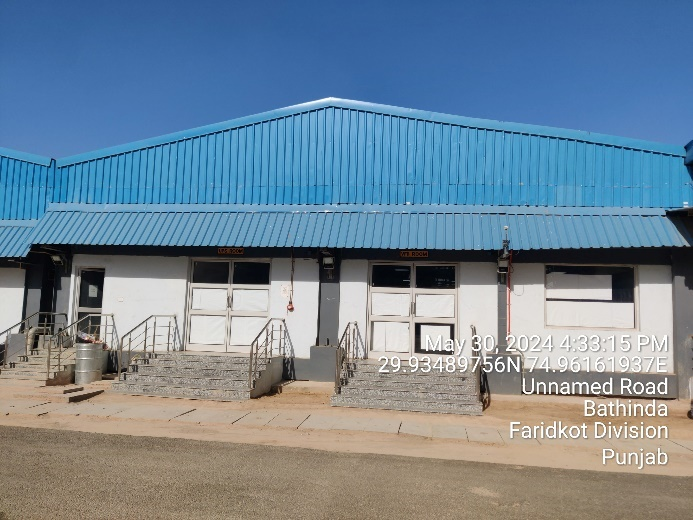 May 30, 2024 4:33:15 PM
29.93489756N 74.96161937E
Unnamed Road
Bathinda
Faridkot Division
Punjab